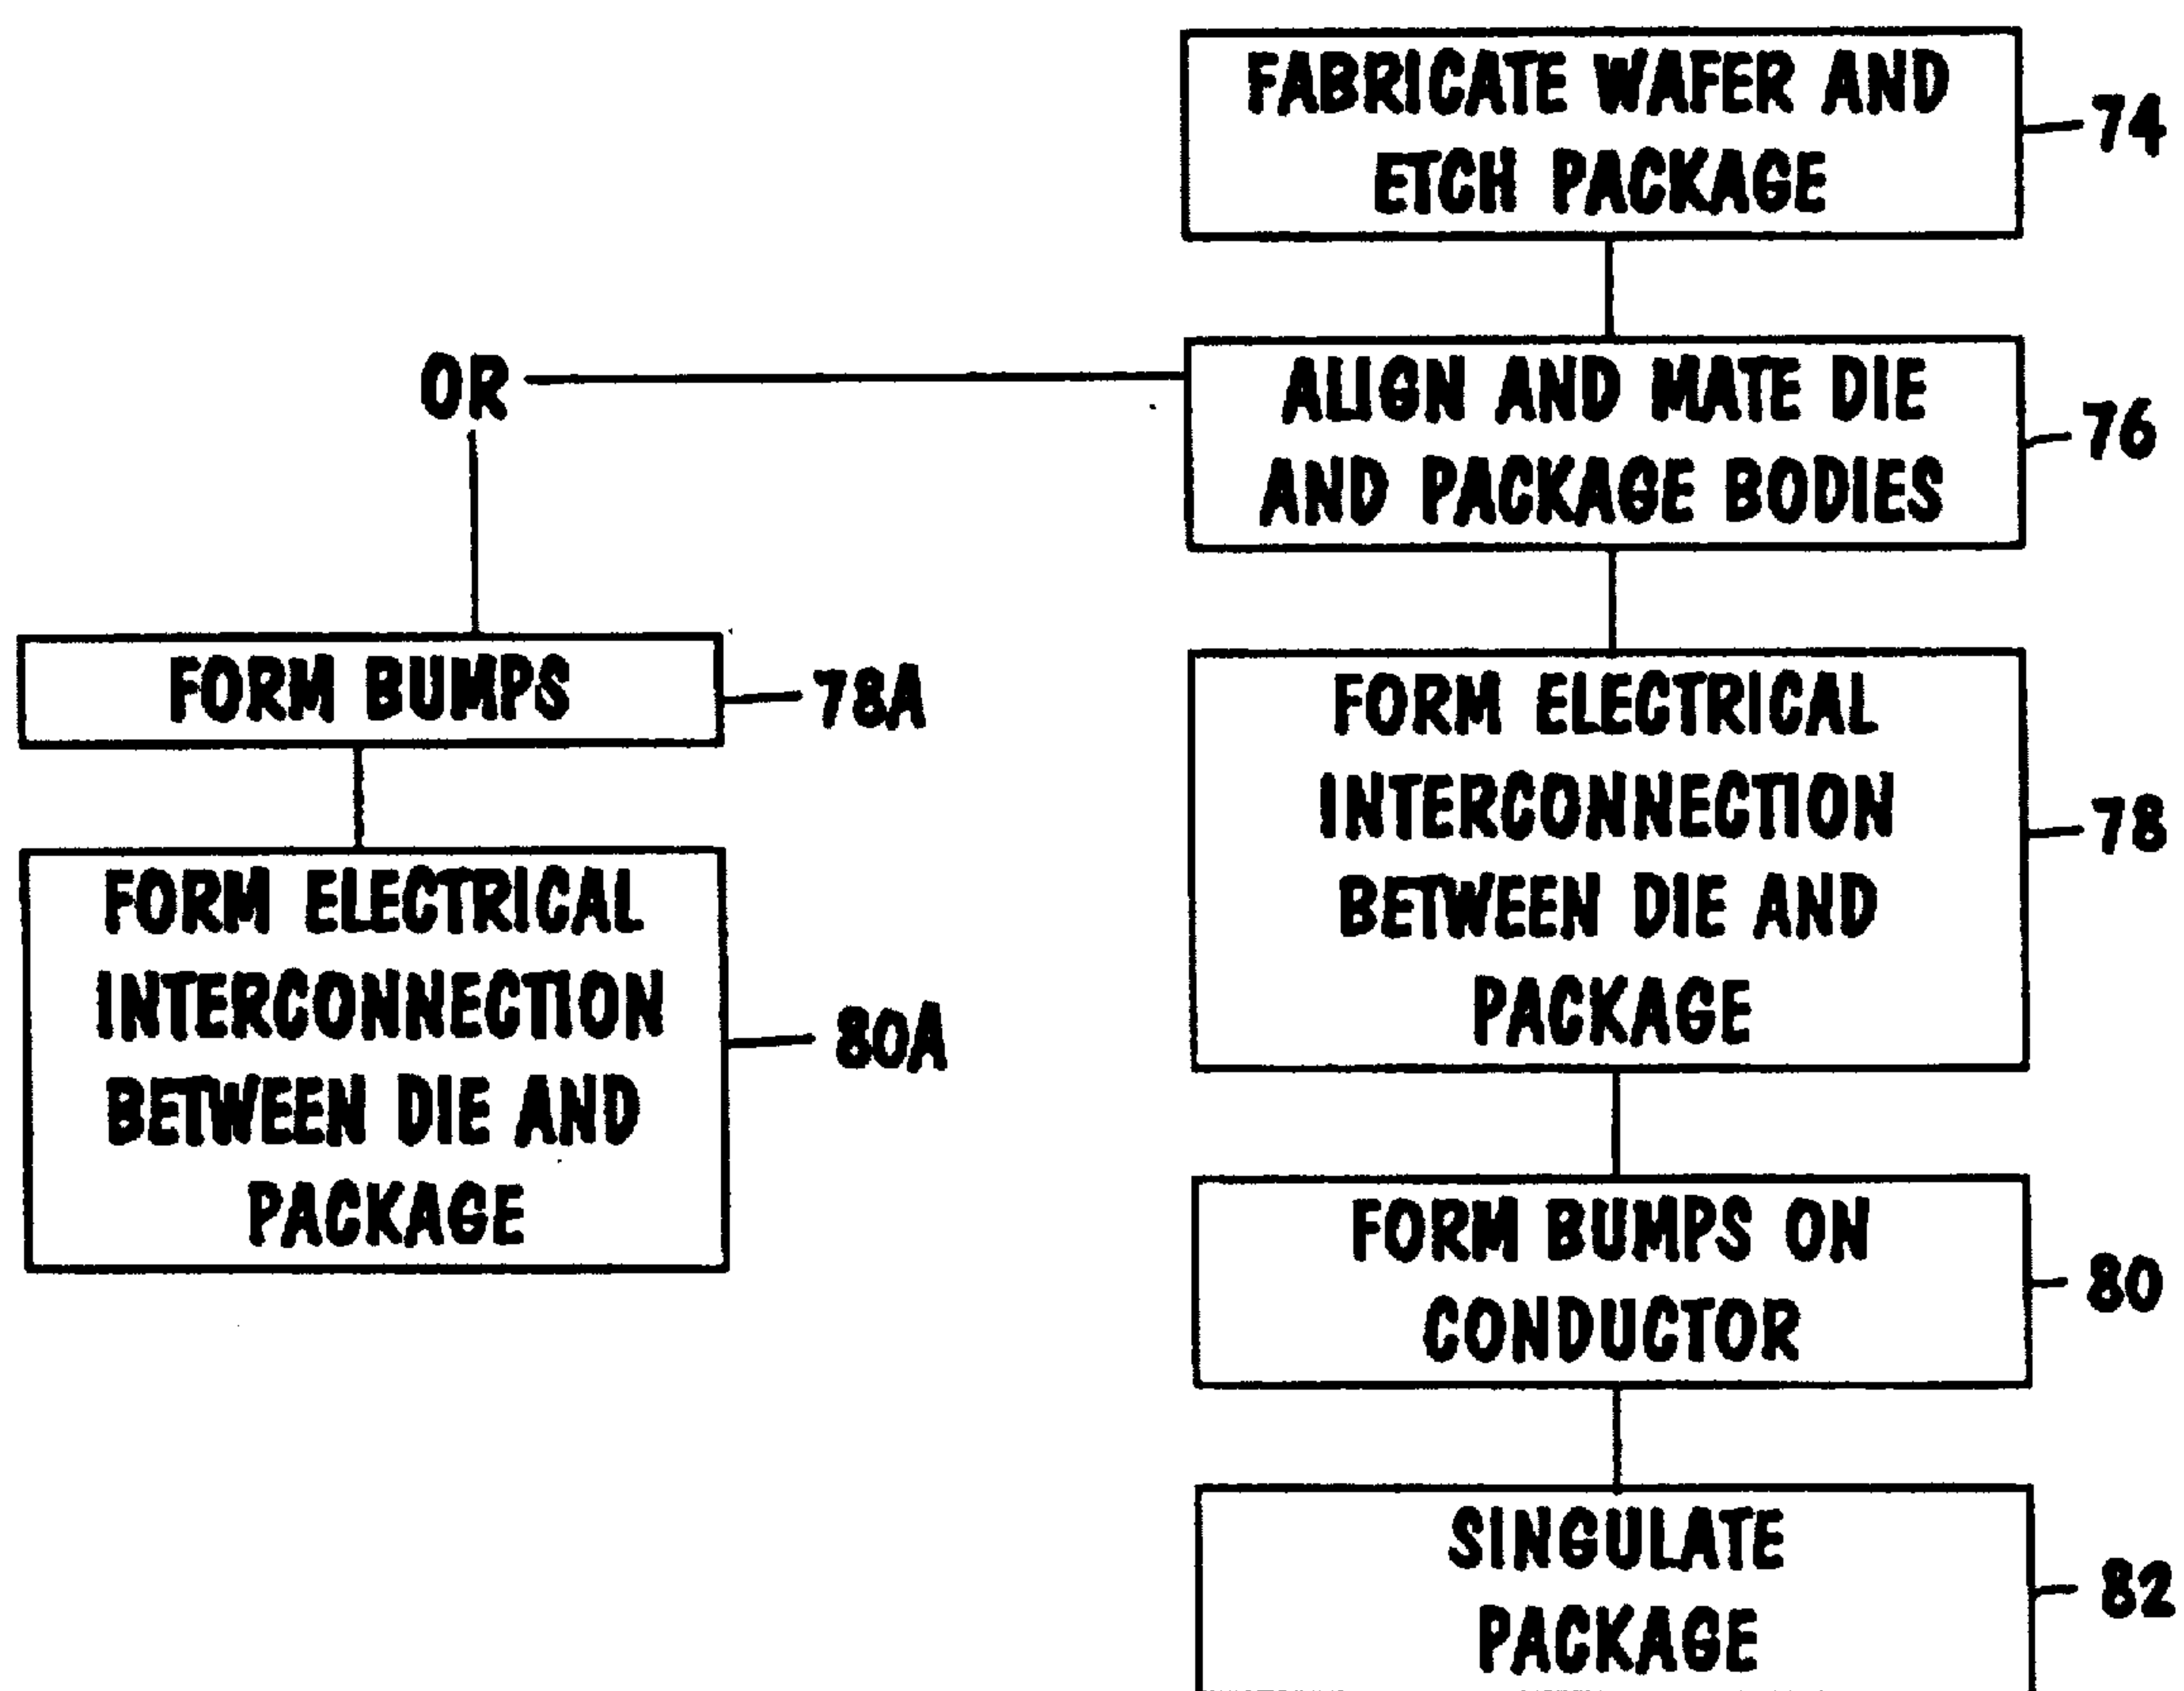 FABRICATE WAFER AND
ETCH PACKAGE
74
OR
ALIGN AND MATE DIE
AND PACKAGE BODIES
76
FORM BUMPS
78A
FORM ELECTRICAL
INTERCONNECTION
BETWEEN DIE AND
PACKAGE
78
FORM ELECTRICAL
INTERCONNECTION
BETWEEN DIE AND
PACKAGE
80A
FORM BUMPS ON
CONDUCTOR
80
SINGULATE
PACKAGE
82